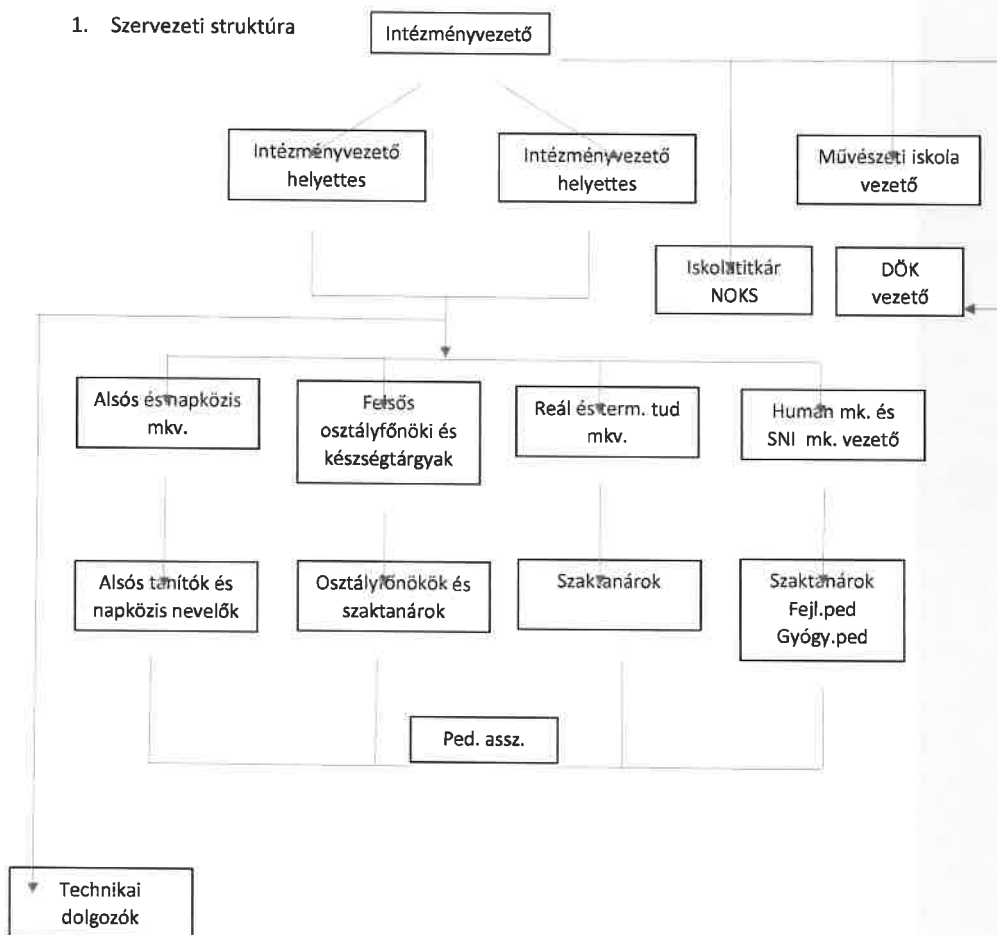 1. Szervezeti struktúra
Intézményvezető
Intézményvezető
helyettes
Intézményvezető
helyettes
Művészeti iskola
vezető
Iskolatitkár
NOKS
DÖK
vezető
Alsós és napközis
mkv.
Felsős
osztályfőnöki és
készségtárgyak
Reál és term. tud
mkv.
Human mk. és
SNI mk. vezető
Alsós tanítók és
napközis nevelők
Osztályfőnökök és
szaktanárok
Szaktanárok
Szaktanárok
Fejl.ped
Gyógy.ped
Ped. assz.
Technikai
dolgozók